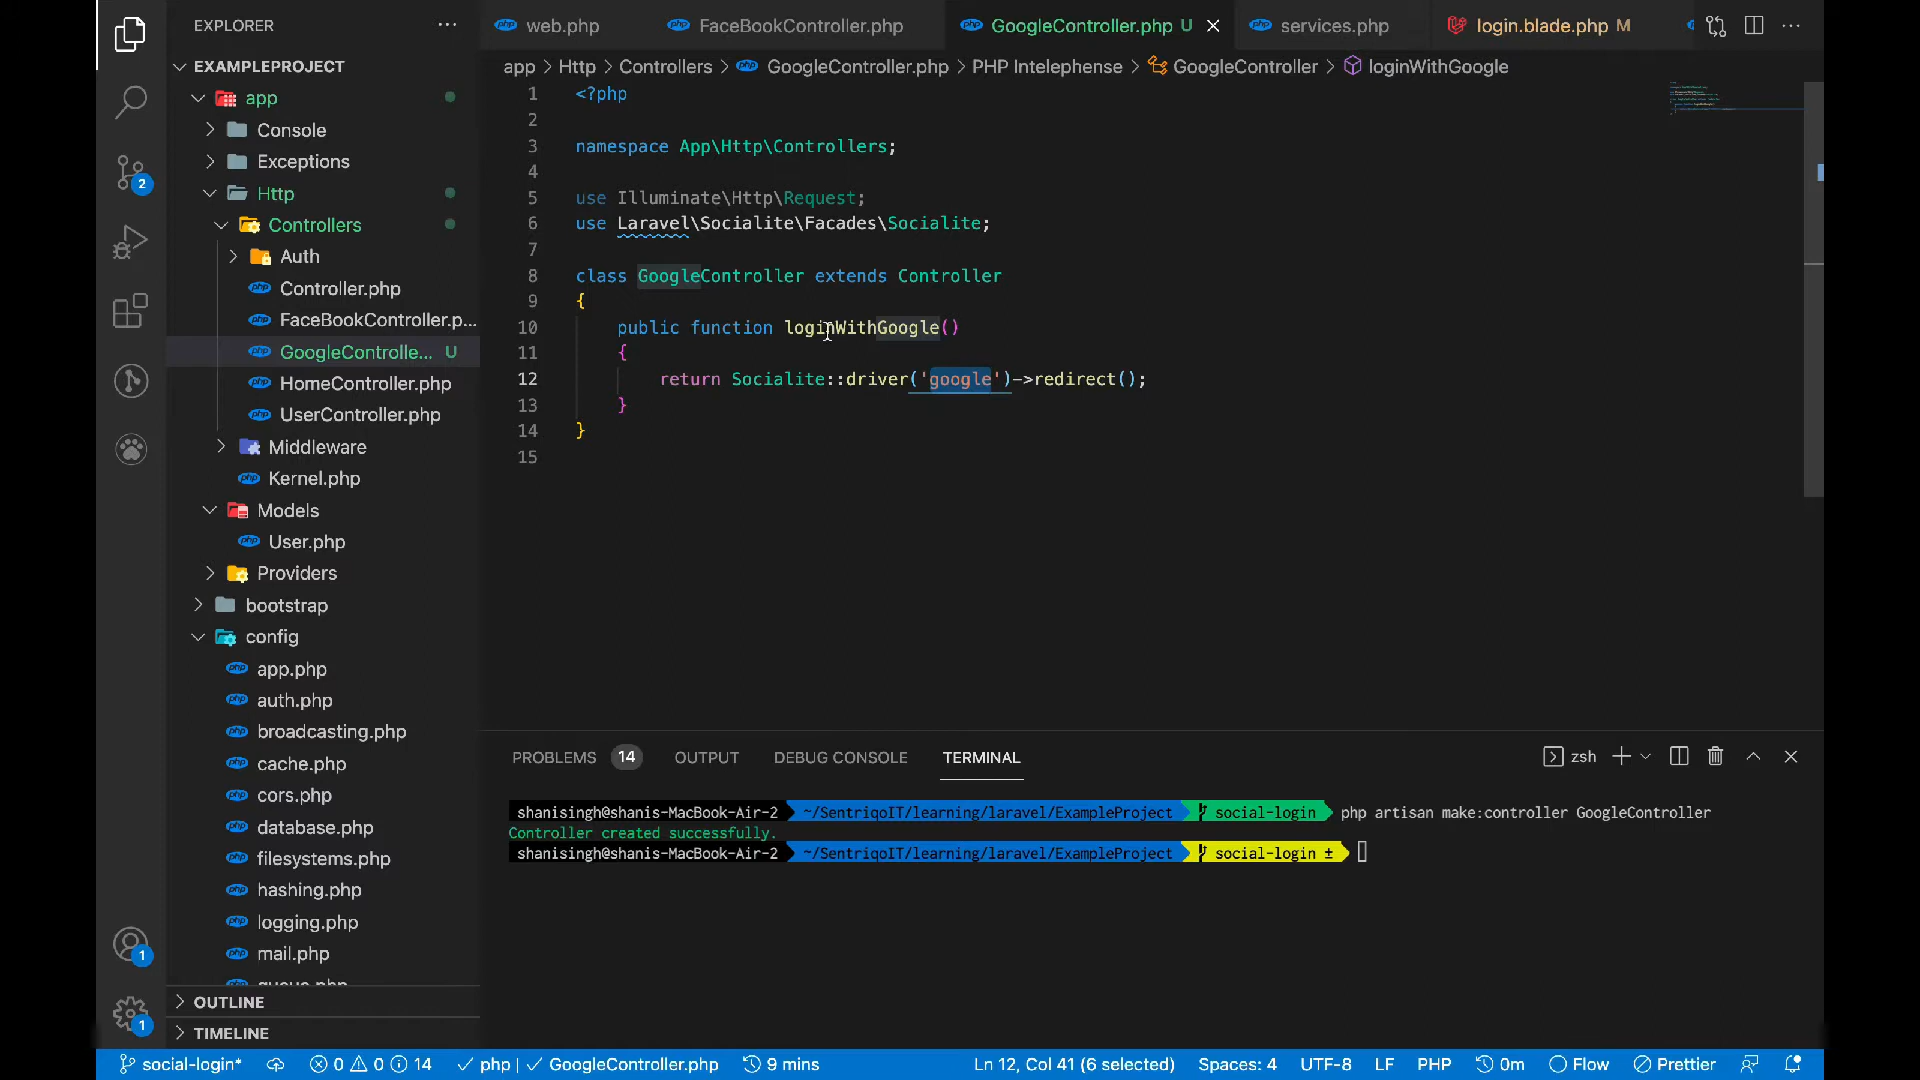 EXPLORER
EXAMPLEPROJECT
app
Console
Exceptions
Http
Controllers
Auth
Controller.php
FaceBookController.p...
GoogleControlle... U
HomeController.php
UserController.php
Middleware
Kernel.php
Models
User.php
Providers
bootstrap
config
app.php
auth.php
broadcasting.php
cache.php
cors.php
database.php
filesystems.php
hashing.php
logging.php
mail.php
OUTLINE
TIMELINE
2
1
1
web.php FaceBookController.php GoogleController.php U services.php login.blade.php M
app > Http > Controllers > GoogleController.php > PHP Intelephense > GoogleController > loginWithGoogle
1 <?php
2
3 namespace App\Http\Controllers;
4
5 use Illuminate\Http\Request;
6 use Laravel\Socialite\Facades\Socialite;
7
8 class GoogleController extends Controller
9 {
10 public function loginWithGoogle()
11 {
12 return Socialite::driver('google')->redirect();
13 }
14 }
15
PROBLEMS 14 OUTPUT DEBUG CONSOLE TERMINAL zsh
shanisingh@shanis-MacBook-Air-2 ~/SentriqoIT/learning/laravel/ExampleProject social-login php artisan make:controller GoogleController
Controller created successfully.
shanisingh@shanis-MacBook-Air-2 ~/SentriqoIT/learning/laravel/ExampleProject social-login ±
social-login* 0 0 14 php | GoogleController.php 9 mins Ln 12, Col 41 (6 selected) Spaces: 4 UTF-8 LF PHP 0m Flow Prettier